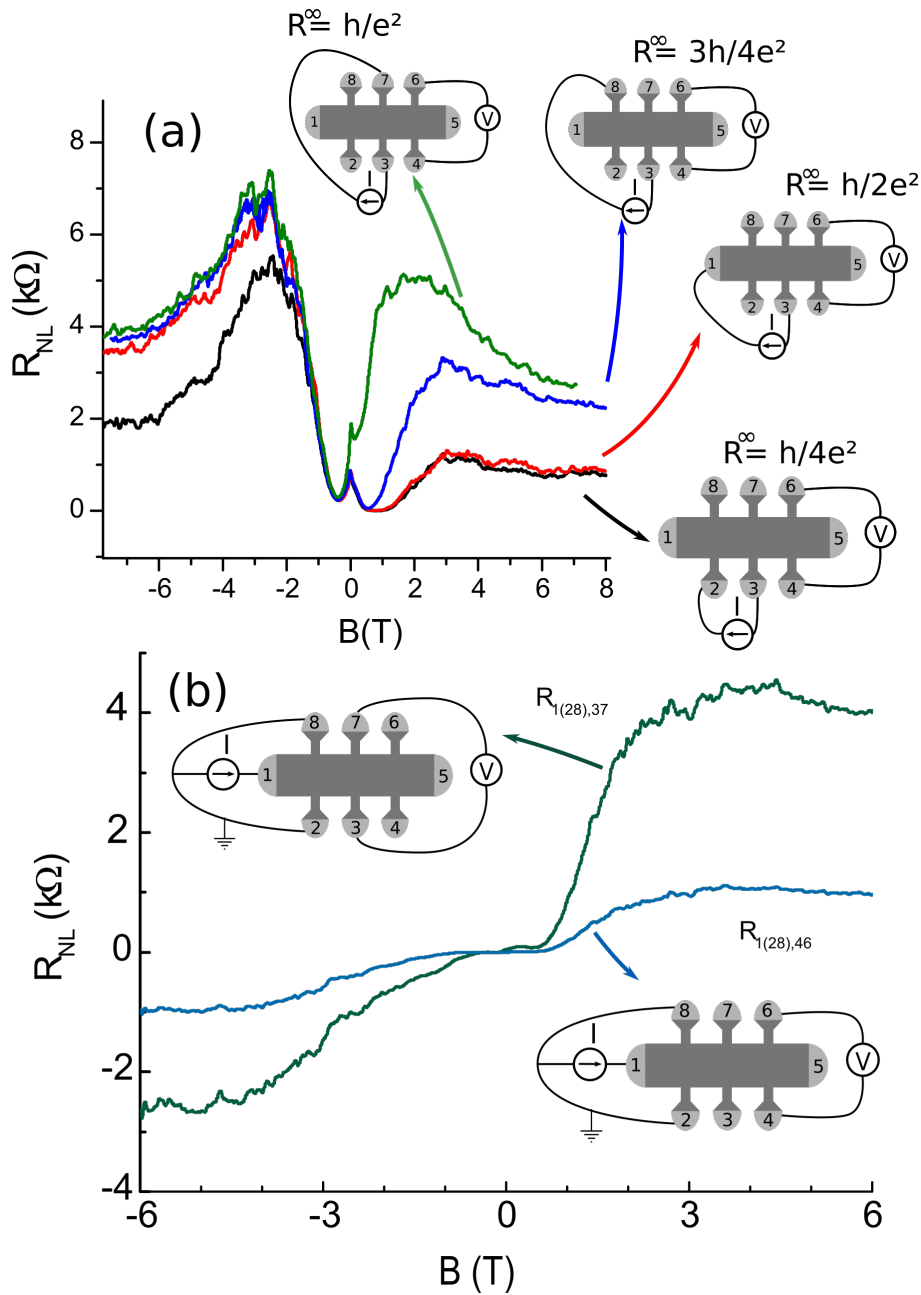 (a)
R∞= h/e²
8 7 6
1 5
2 3 4
V
I
R∞= 3h/4e²
8 7 6
1 5
2 3 4
V
I
R∞= h/2e²
8 7 6
1 5
2 3 4
V
I
R∞= h/4e²
8 7 6
1 5
2 3 4
V
I
R_NL (kΩ)
8
6
4
2
0
-6 -4 -2 0 2 4 6 8
B(T)
(b)
R_1(28),37
8 7 6
I
1 5
2 3 4
V
R_1(28),46
8 7 6
I
1 5
2 3 4
V
R_NL (kΩ)
4
2
0
-2
-4
-6 -3 0 3 6
B (T)